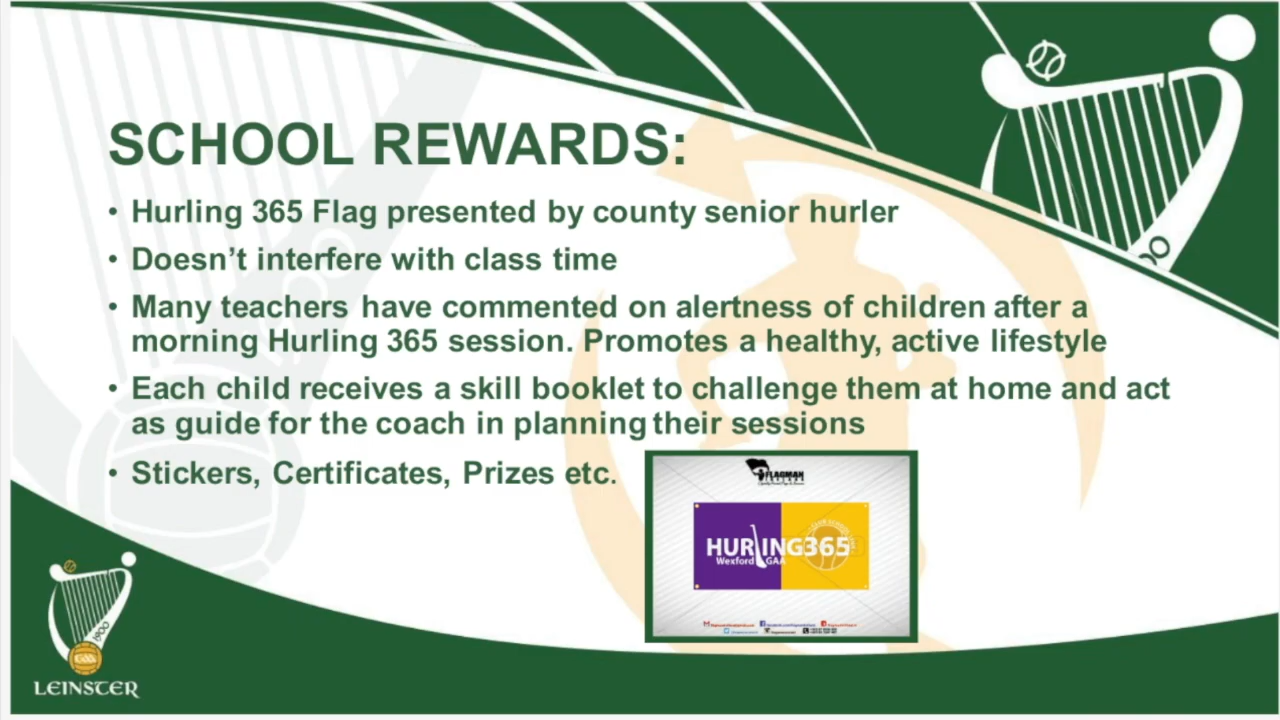 SCHOOL REWARDS:
• Hurling 365 Flag presented by county senior hurler
• Doesn’t interfere with class time
• Many teachers have commented on alertness of children after a
morning Hurling 365 session. Promotes a healthy, active lifestyle
• Each child receives a skill booklet to challenge them at home and act
as guide for the coach in planning their sessions
• Stickers, Certificates, Prizes etc.
FLAGMAN
IRELAND
HURLING365
Wexford GAA
1900
GAA
LEINSTER